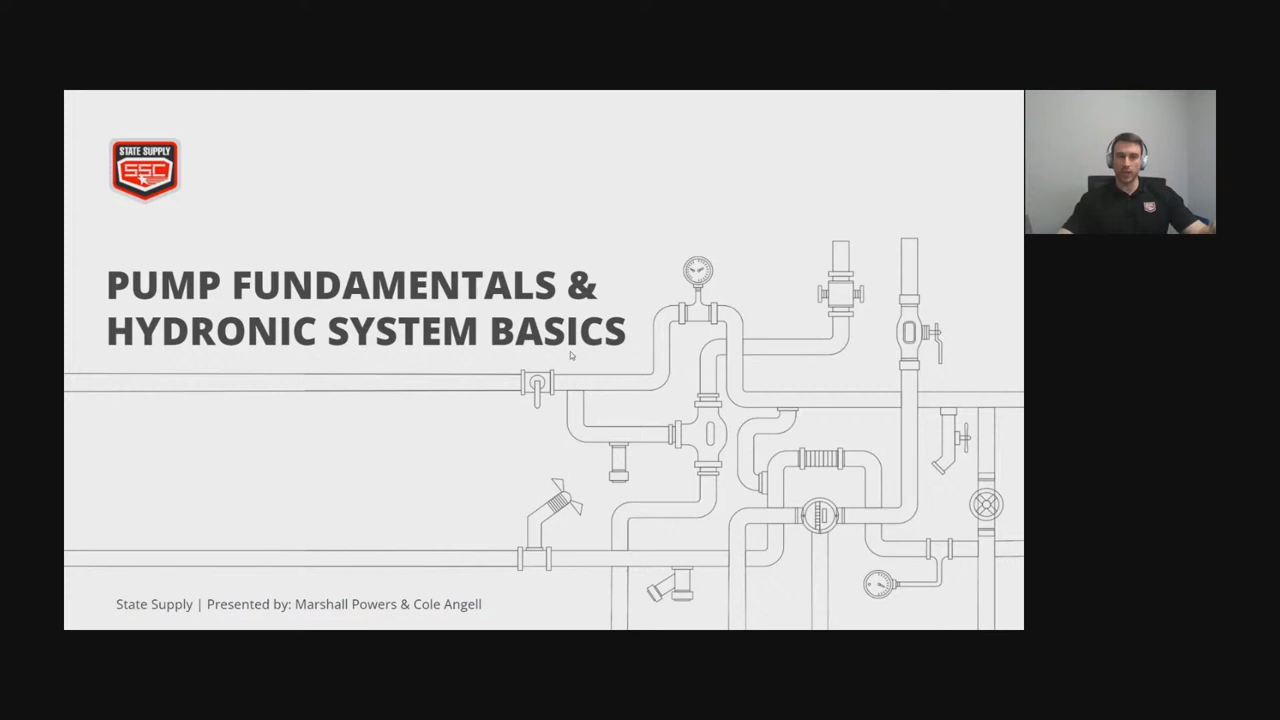 STATE SUPPLY
SSC
PUMP FUNDAMENTALS &
HYDRONIC SYSTEM BASICS
State Supply | Presented by: Marshall Powers & Cole Angell